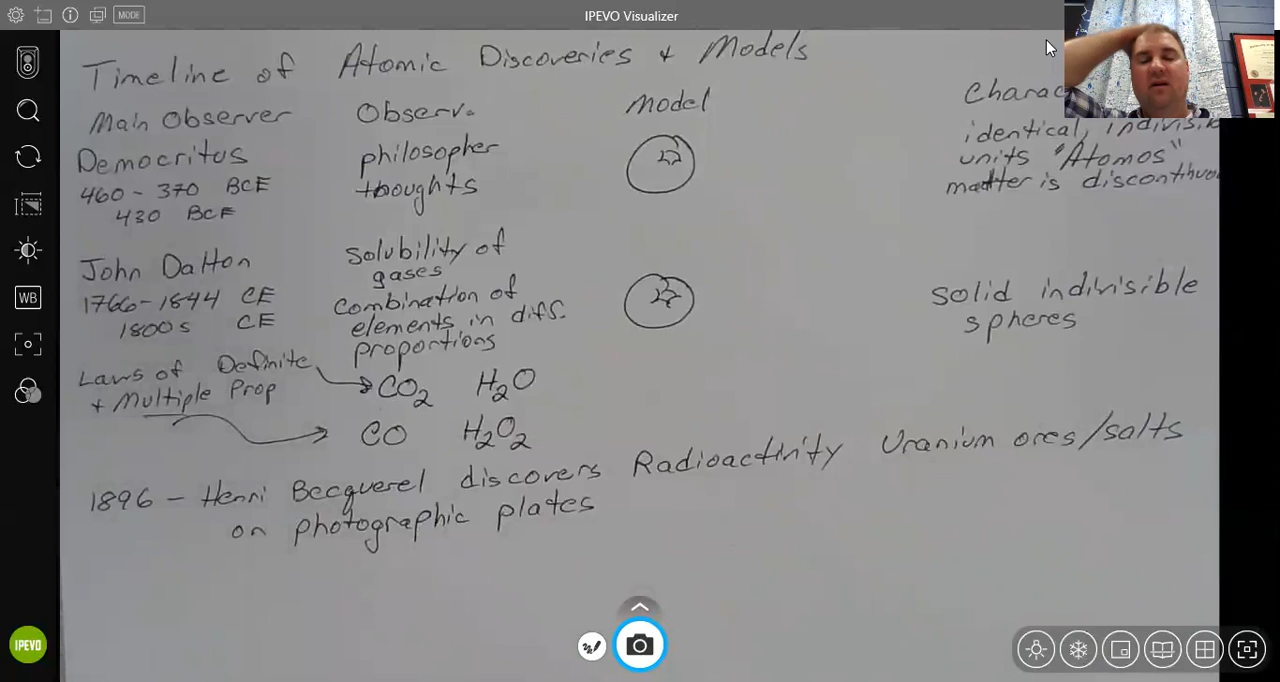 MODE
IPEVO Visualizer
Timeline of Atomic Discoveries + Models
Main Observer Observ. Model Charac
Democritus philosopher thoughts identical, indivisib
460 - 370 BCE units "Atomos"
430 BCE matter is discontinuou
John Dalton solubility of gases
1766-1844 CE combination of
1800s CE elements in diff. proportions
solid indivisible
spheres
Laws of Definite CO2 H2O
+ Multiple Prop CO H2O2
1896 - Henri Becquerel discovers Radioactivity Uranium ores/salts
on photographic plates
WB
IPEVO